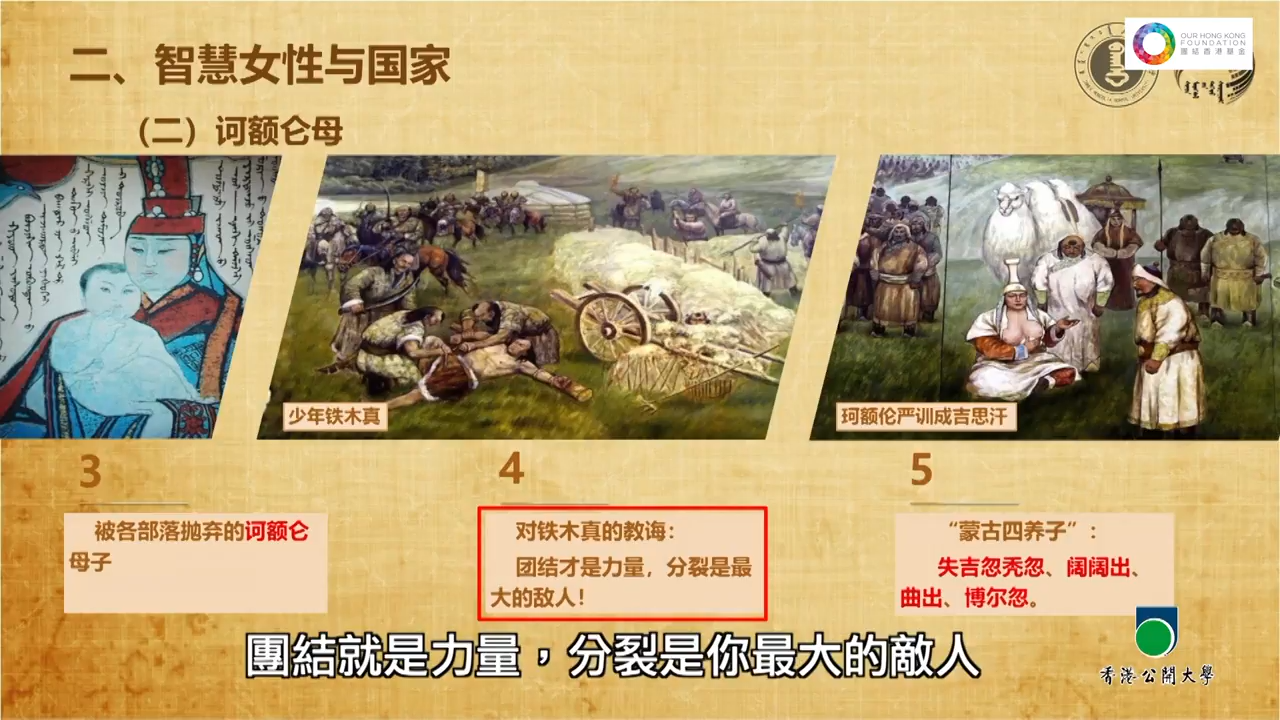 二、智慧女性与国家
（二）诃额仑母
OUR HONG KONG
FOUNDATION
團結香港基金
少年铁木真
珂额伦严训成吉思汗
3
4
5
被各部落抛弃的诃额仑
母子
对铁木真的教诲：
团结才是力量，分裂是最
大的敌人！
“蒙古四养子”：
失吉忽秃忽、阔阔出、
曲出、博尔忽。
團結就是力量，分裂是你最大的敵人
香港公開大學